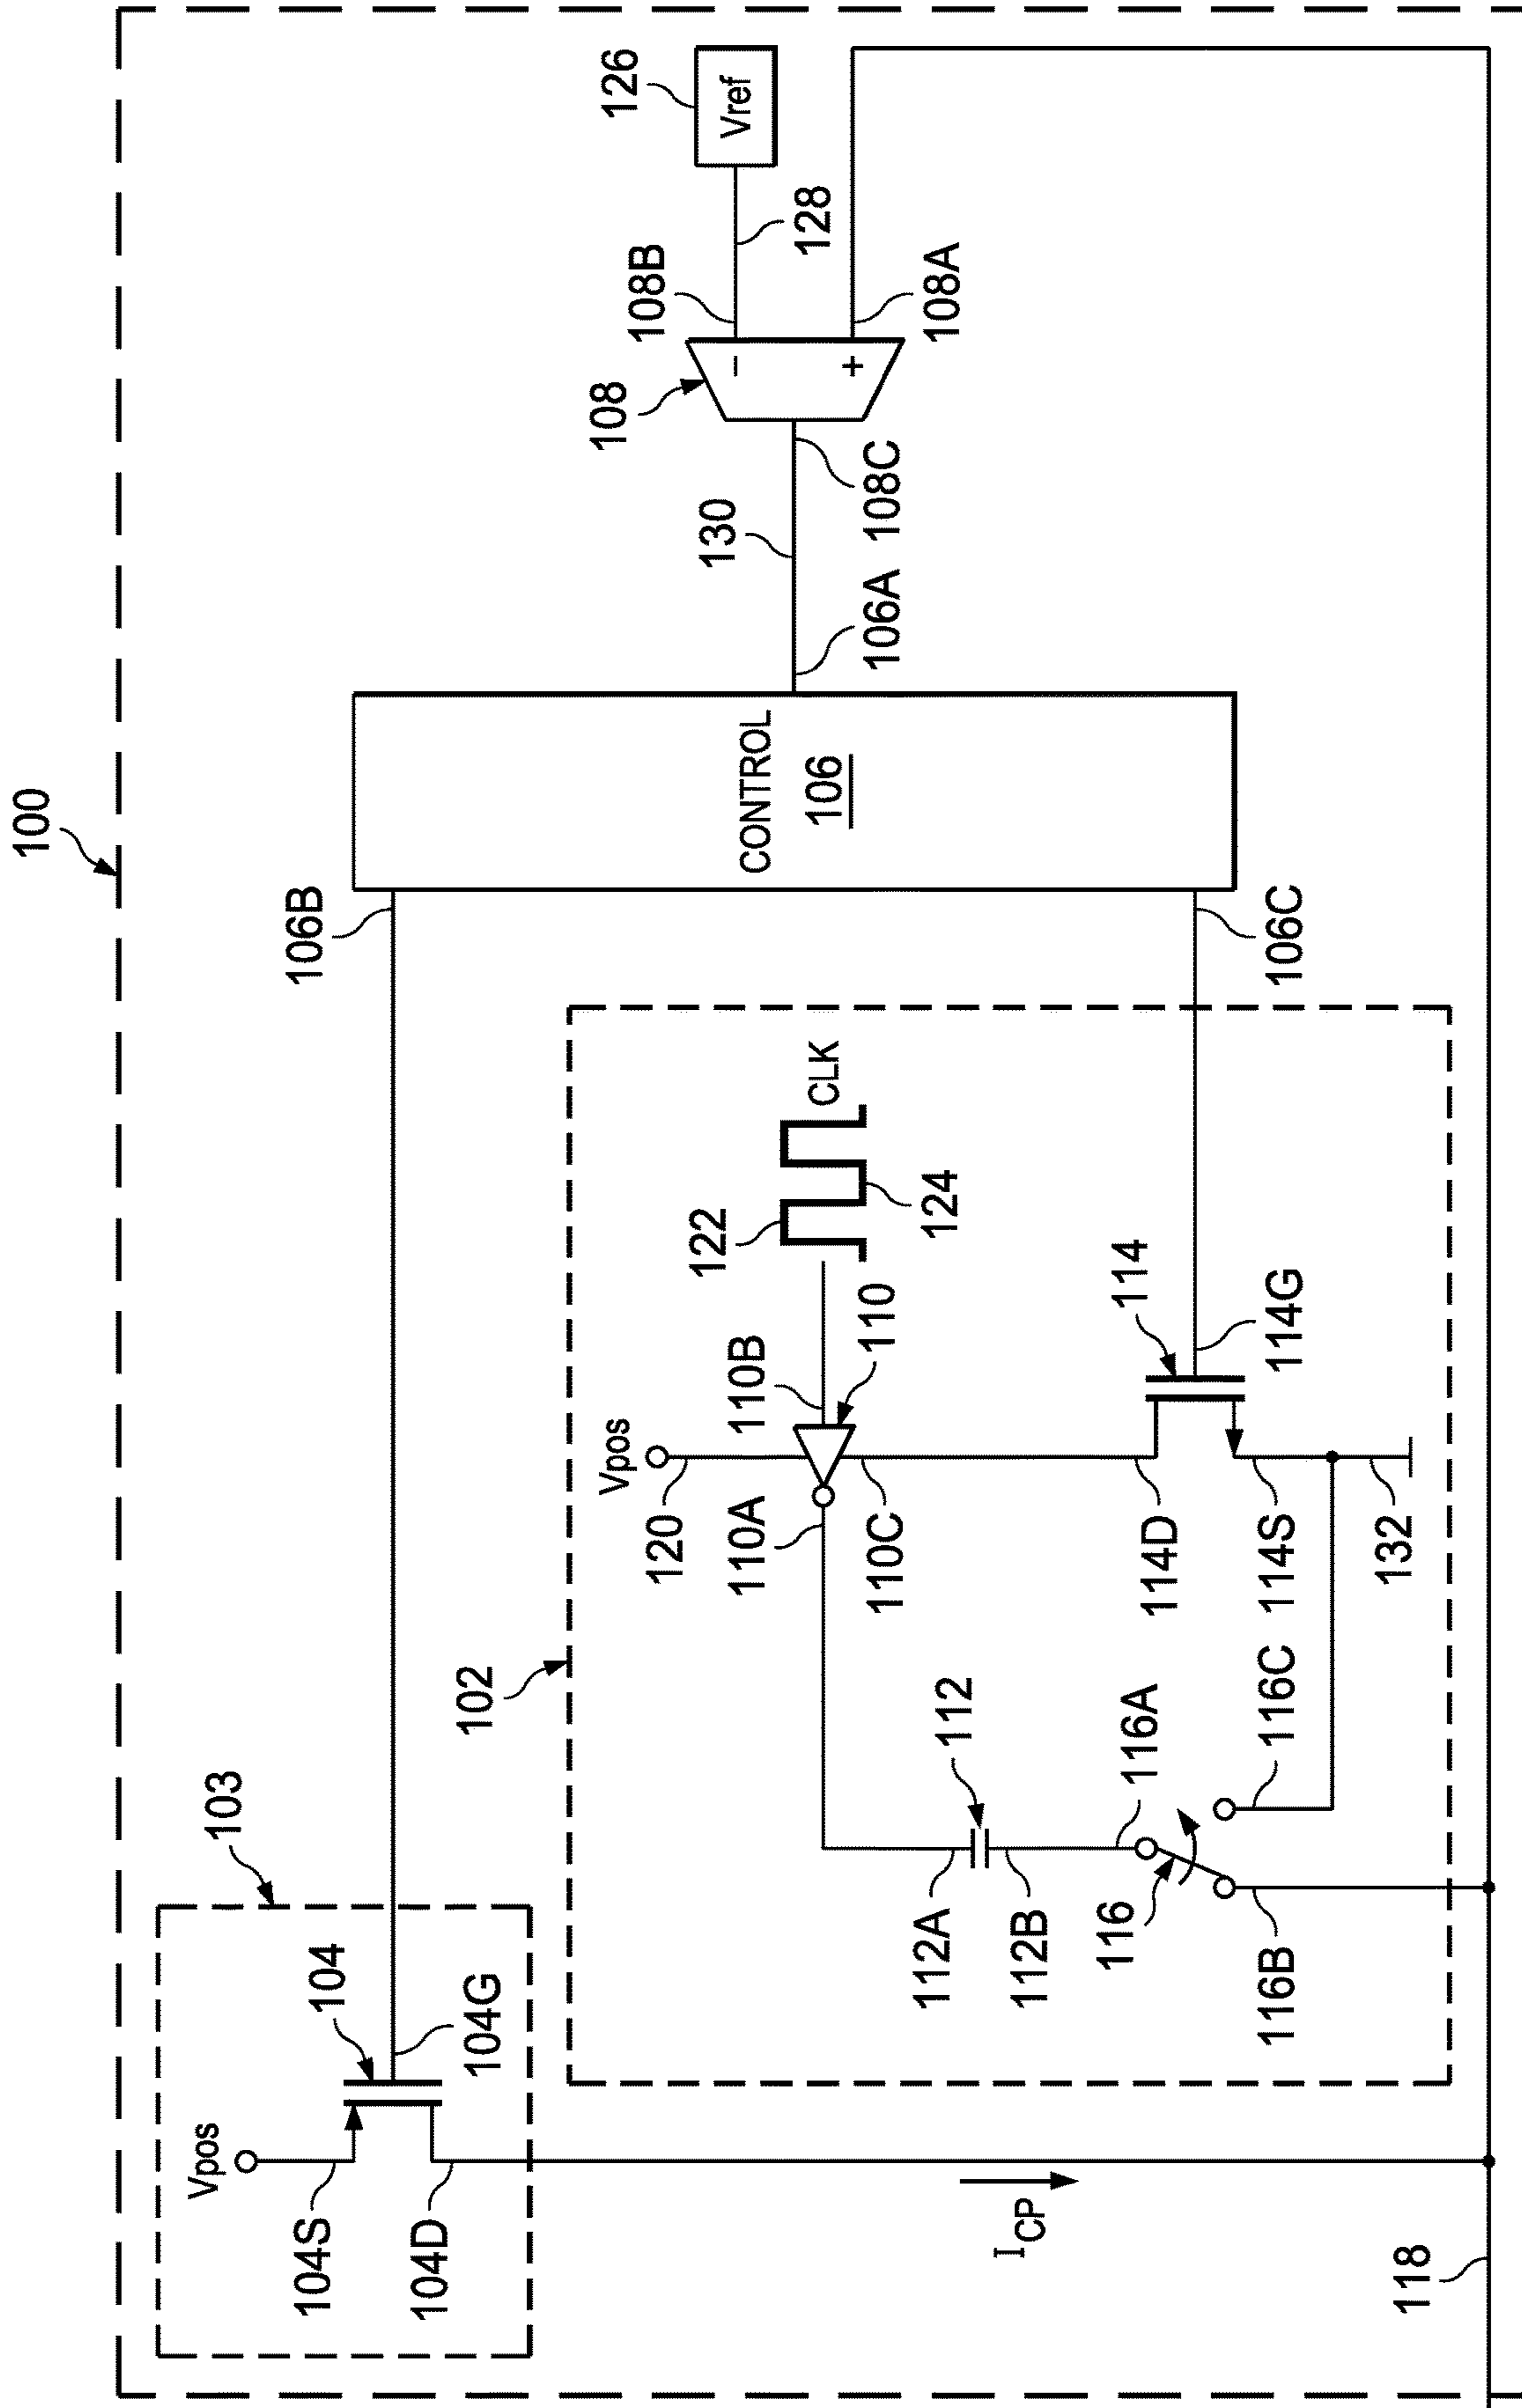 100
103
Vpos
104
104S
104G
104D
I_CP
118
106B
CONTROL
106
106A
106C
102
Vpos
120
110A
110B
110
110C
122
CLK
124
112A
112
112B
116A
116
116B
116C
114
114D
114S
114G
132
130
108
108B
108C
108A
128
126
Vref
−
+